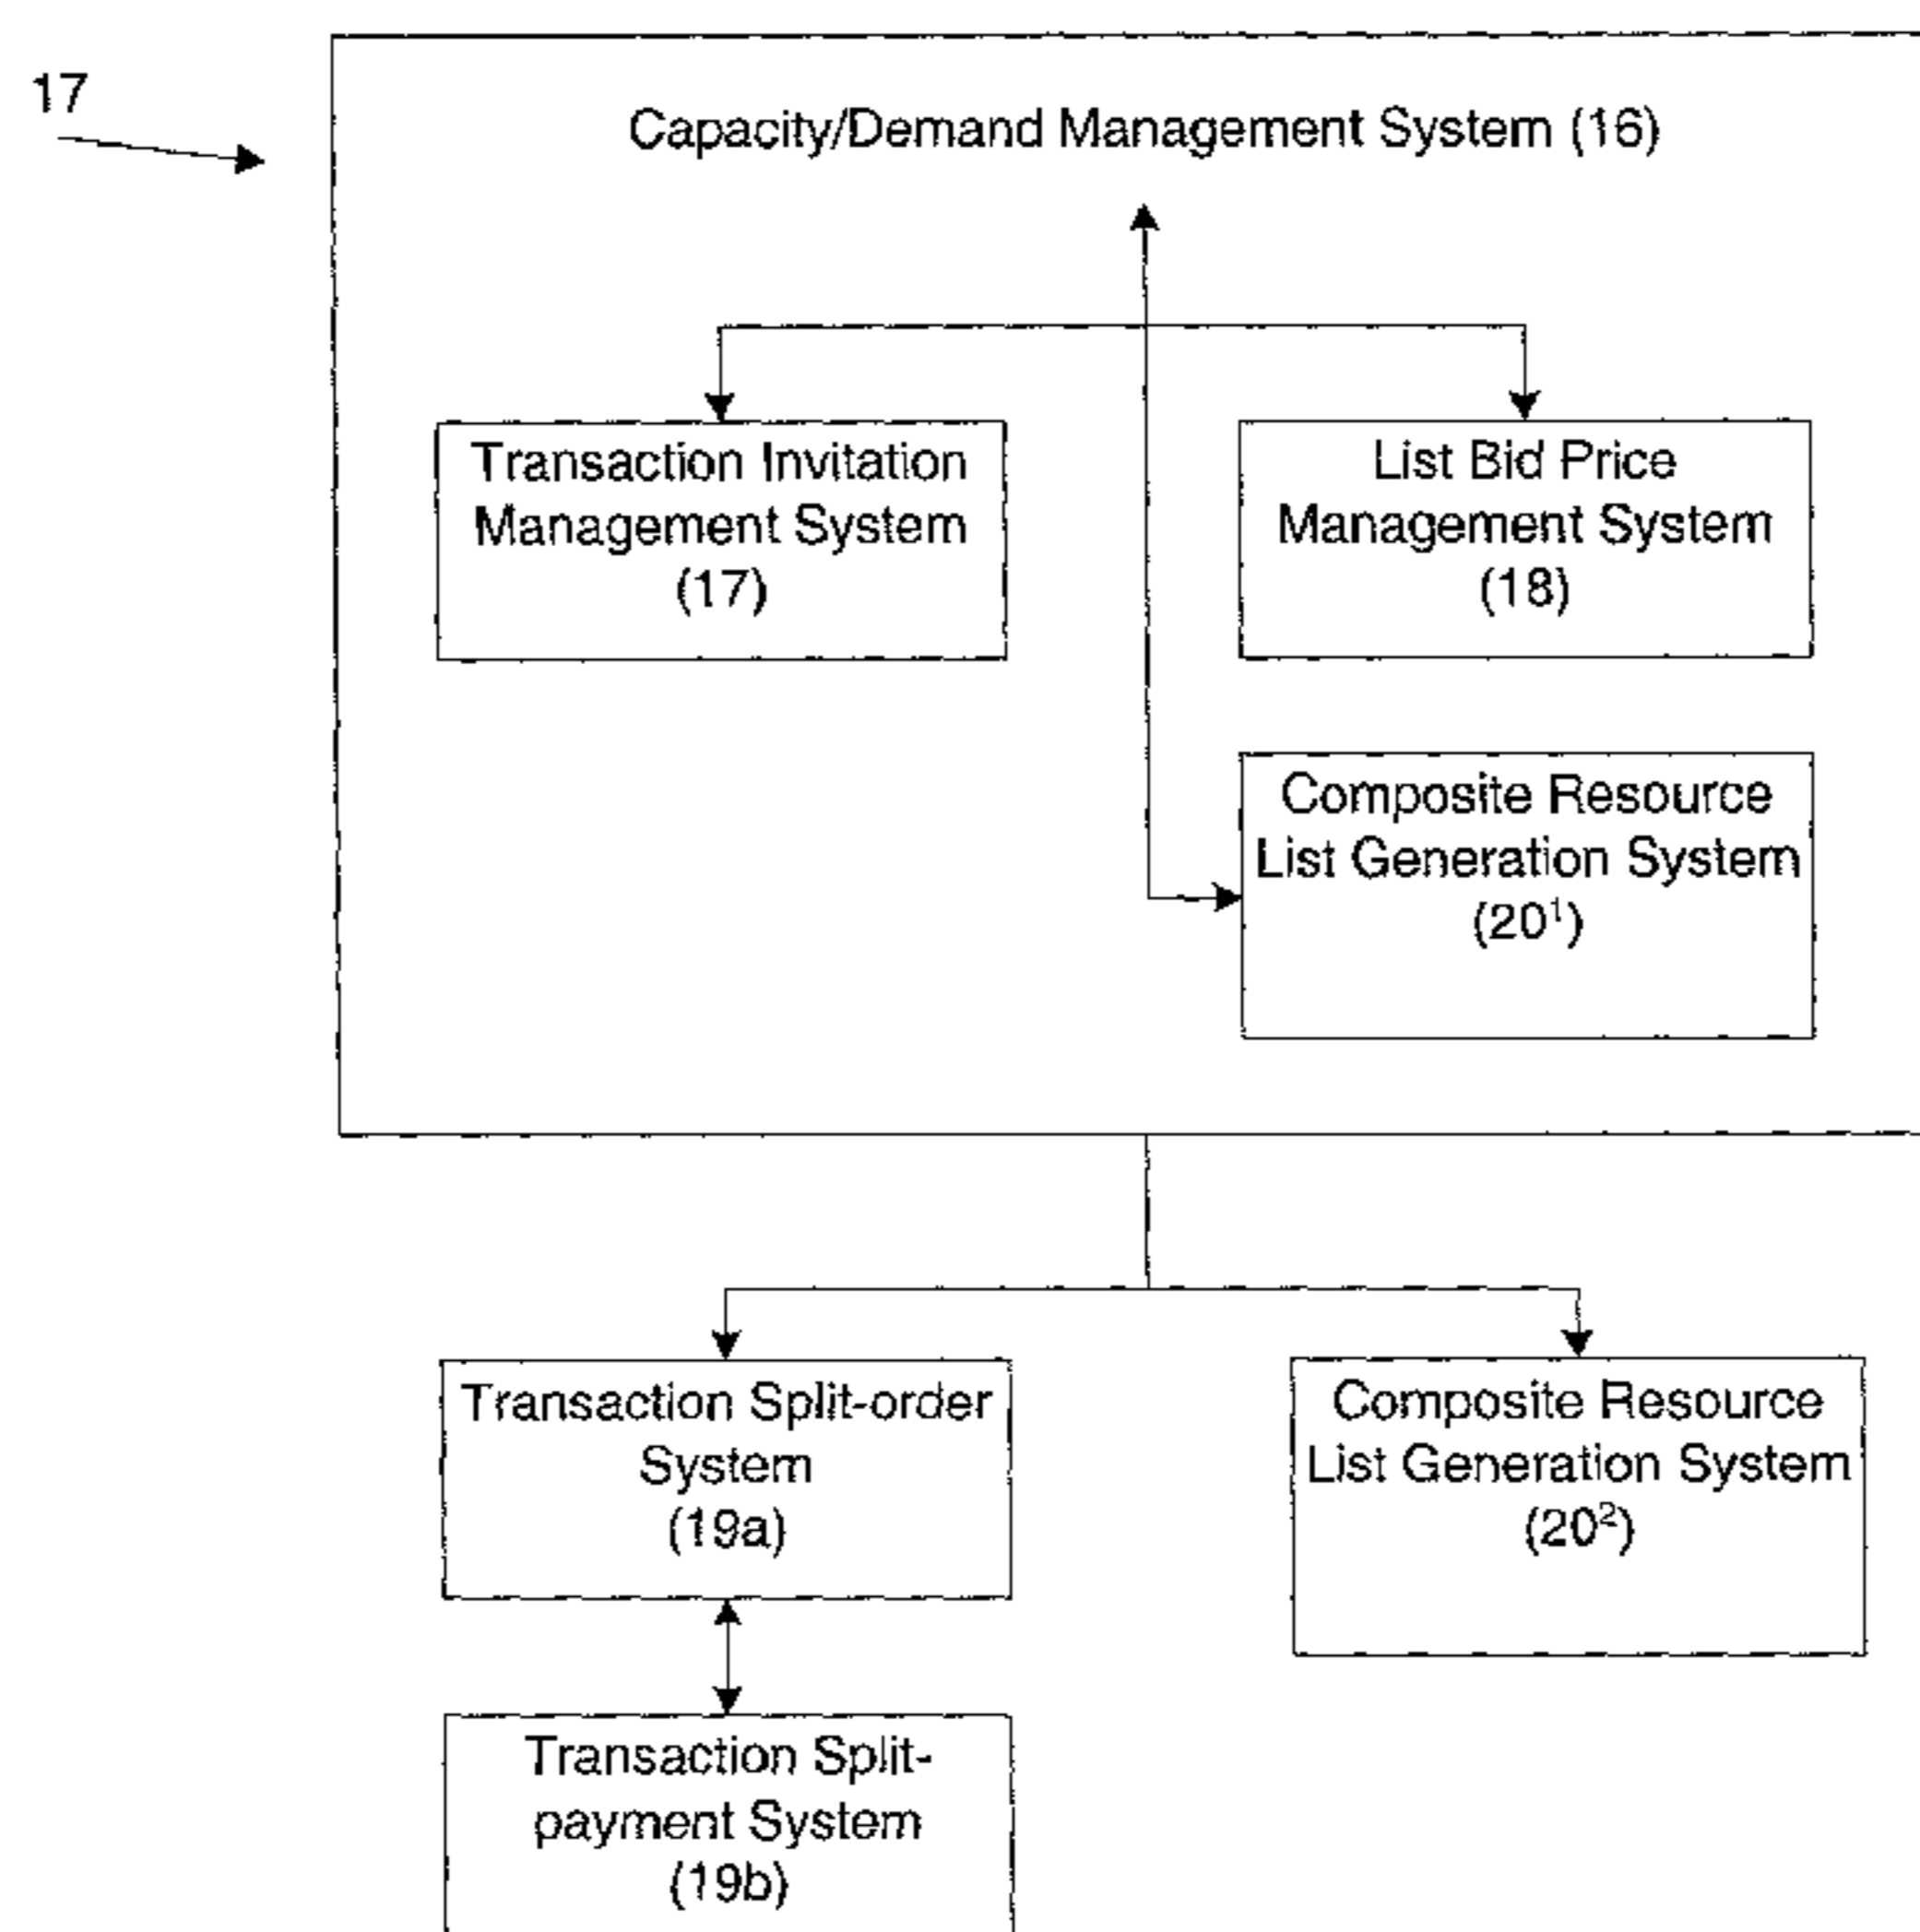 17
Capacity/Demand Management System (16)
Transaction Invitation
Management System
(17)
List Bid Price
Management System
(18)
Composite Resource
List Generation System
(20¹)
Transaction Split-order
System
(19a)
Composite Resource
List Generation System
(20²)
Transaction Split-
payment System
(19b)